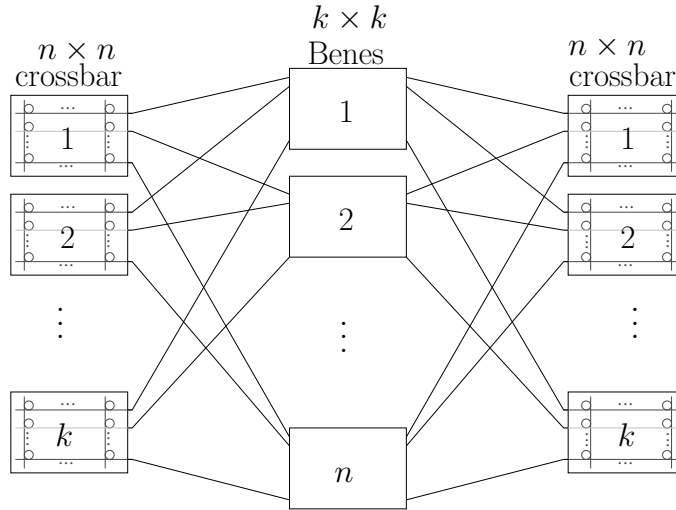 k × k
n × n
Benes
n × n
crossbar
crossbar
1
1
1
2
2
2
⋮
⋮
⋮
k
n
k